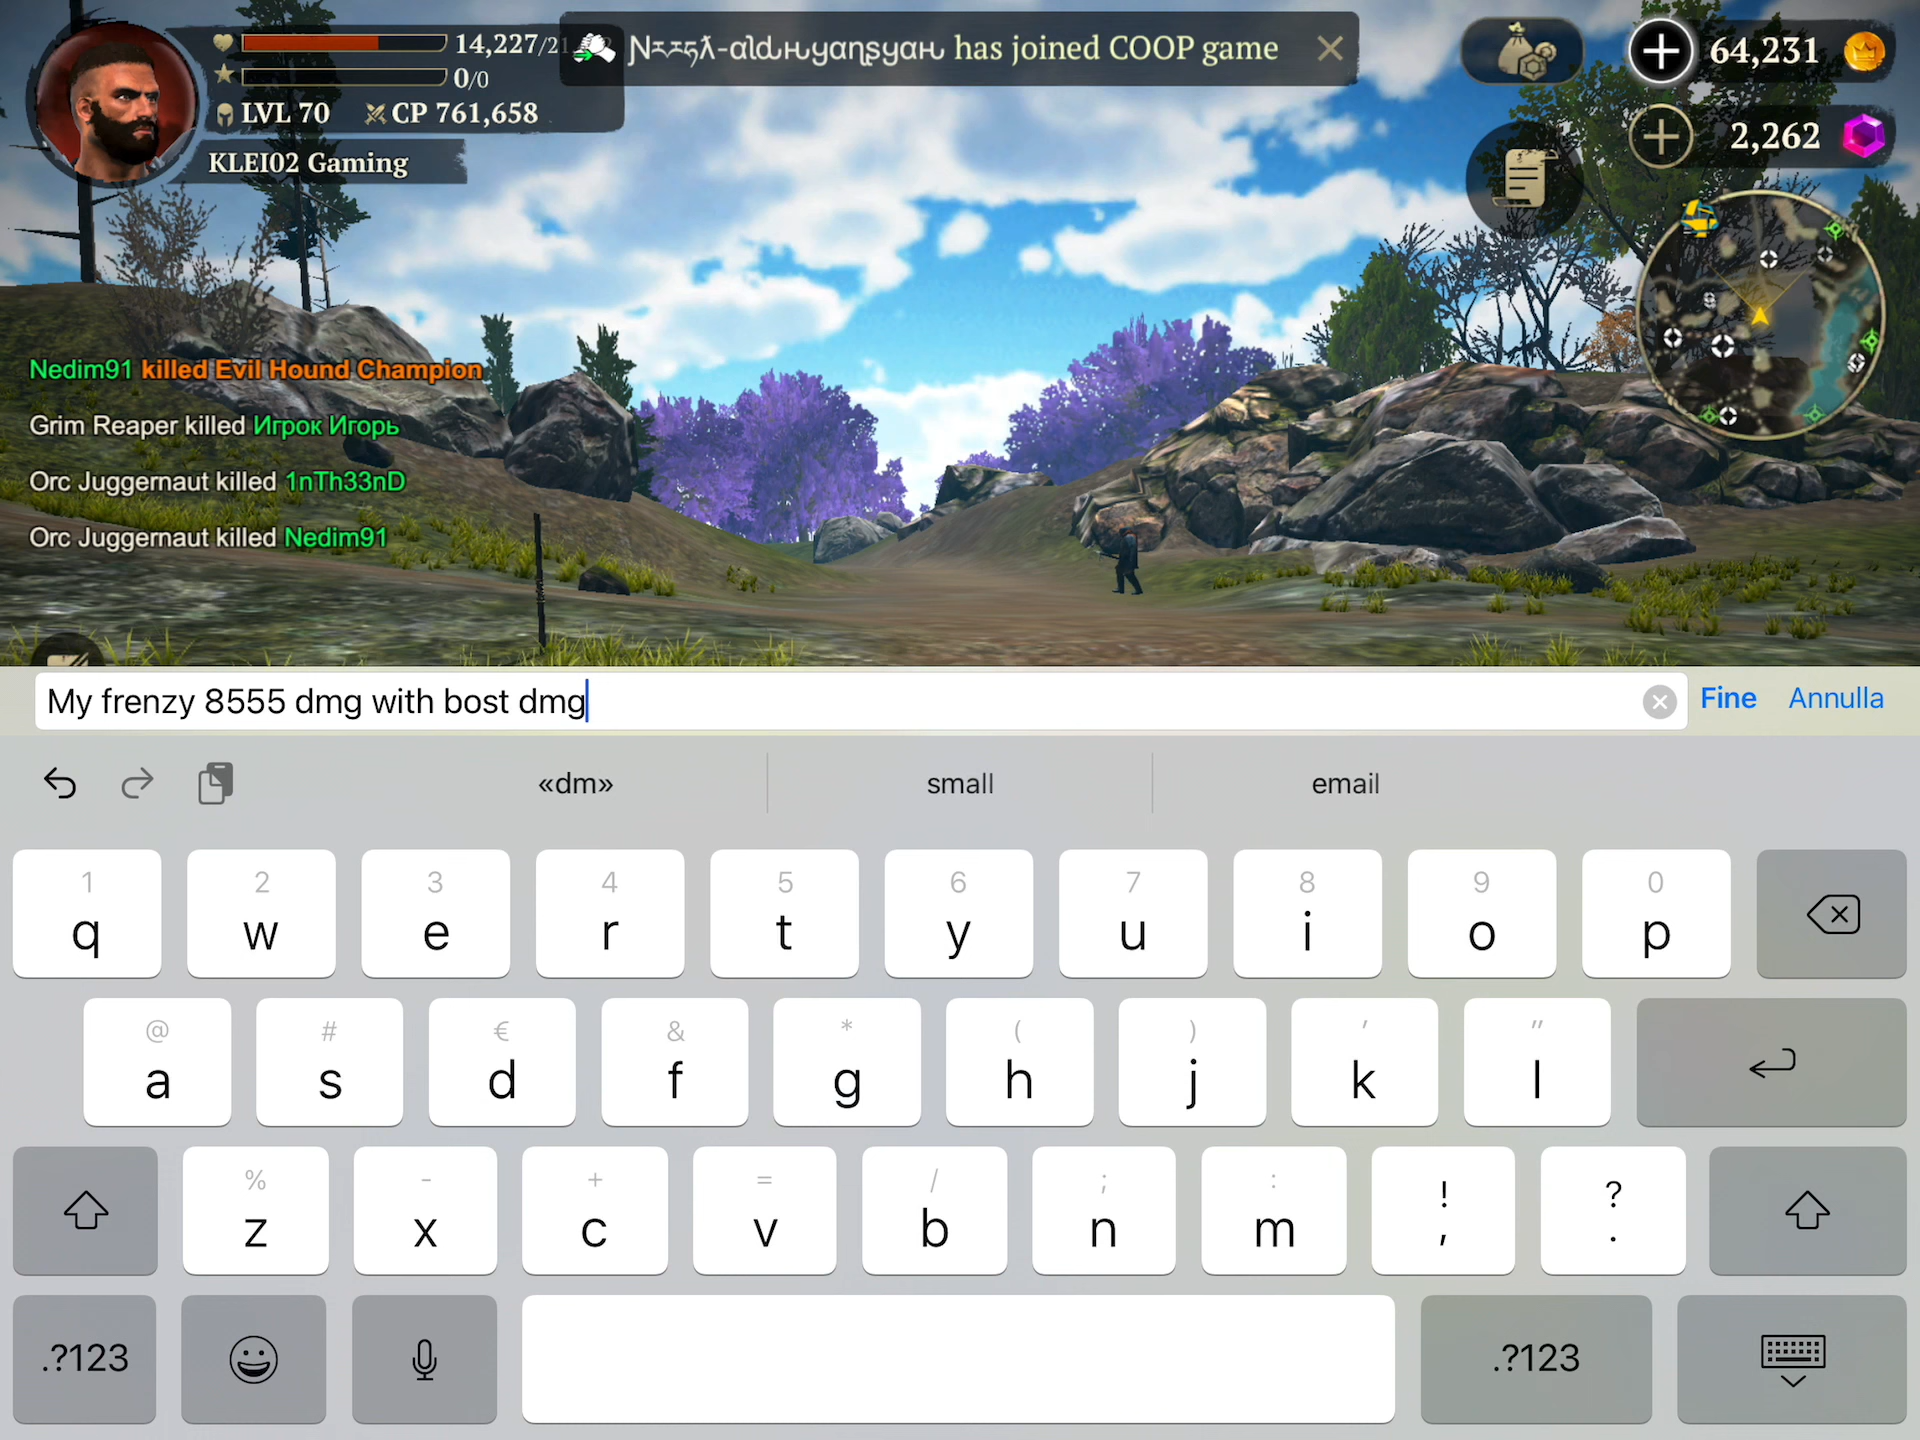 14,227/21
0/0
LVL 70 CP 761,658
KLEI02 Gaming
has joined COOP game
64,231
2,262
Nedim91 killed Evil Hound Champion
Grim Reaper killed Игрок Игорь
Orc Juggernaut killed 1nTh33nD
Orc Juggernaut killed Nedim91
My frenzy 8555 dmg with bost dmg
Fine Annulla
«dm» small email
1 2 3 4 5 6 7 8 9 0
q w e r t y u i o p
@ # € & * ( ) ' "
a s d f g h j k l
% - + = / ; : ! ?
z x c v b n m , .
.?123 .?123